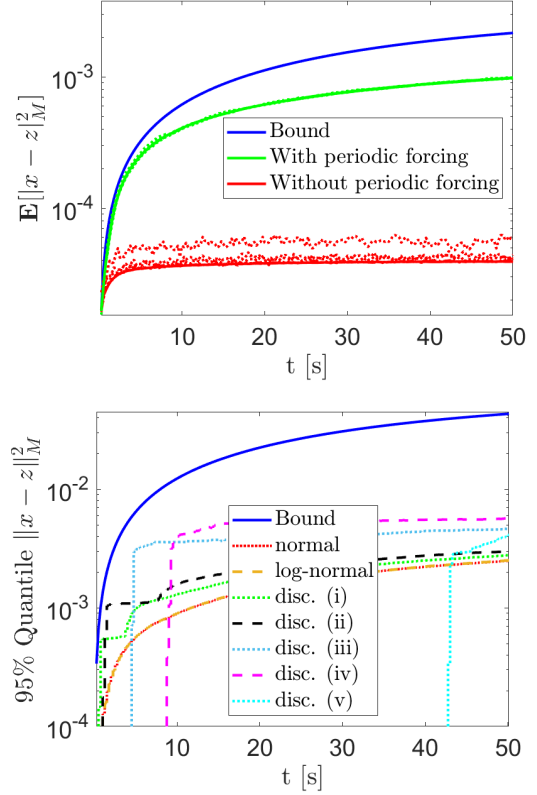 10^{-3}
10^{-4}
E[|x − z|^2_M]
Bound
With periodic forcing
Without periodic forcing
10 20 30 40 50
t [s]
10^{-2}
10^{-3}
10^{-4}
95% Quantile ‖x − z‖^2_M
Bound
normal
log-normal
disc. (i)
disc. (ii)
disc. (iii)
disc. (iv)
disc. (v)
10 20 30 40 50
t [s]